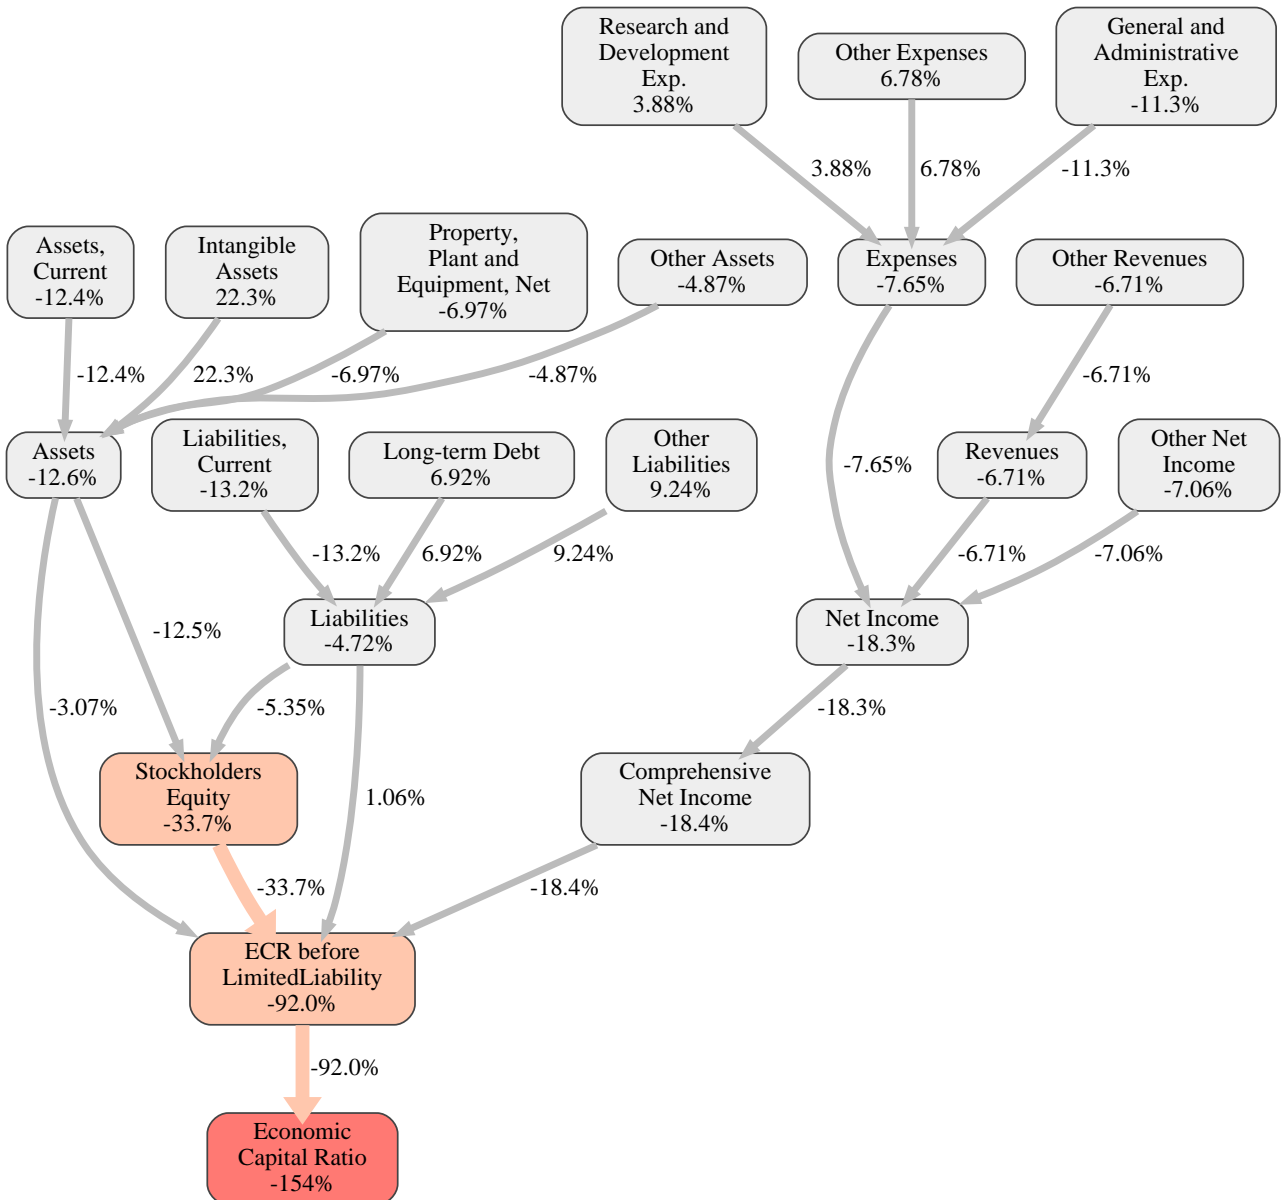 Research and
Development
Exp.
3.88%
Other Expenses
6.78%
General and
Administrative
Exp.
-11.3%
3.88%
6.78%
-11.3%
Assets,
Current
-12.4%
Intangible
Assets
22.3%
Property,
Plant and
Equipment, Net
-6.97%
Other Assets
-4.87%
Expenses
-7.65%
Other Revenues
-6.71%
-12.4%
22.3%
-6.97%
-4.87%
-6.71%
Assets
-12.6%
Liabilities,
Current
-13.2%
Long-term Debt
6.92%
Other
Liabilities
9.24%
-7.65%
Revenues
-6.71%
Other Net
Income
-7.06%
-13.2%
6.92%
9.24%
-6.71%
-7.06%
Liabilities
-4.72%
Net Income
-18.3%
-12.5%
-3.07%
-5.35%
-18.3%
Stockholders
Equity
-33.7%
1.06%
Comprehensive
Net Income
-18.4%
-33.7%
-18.4%
ECR before
LimitedLiability
-92.0%
-92.0%
Economic
Capital Ratio
-154%